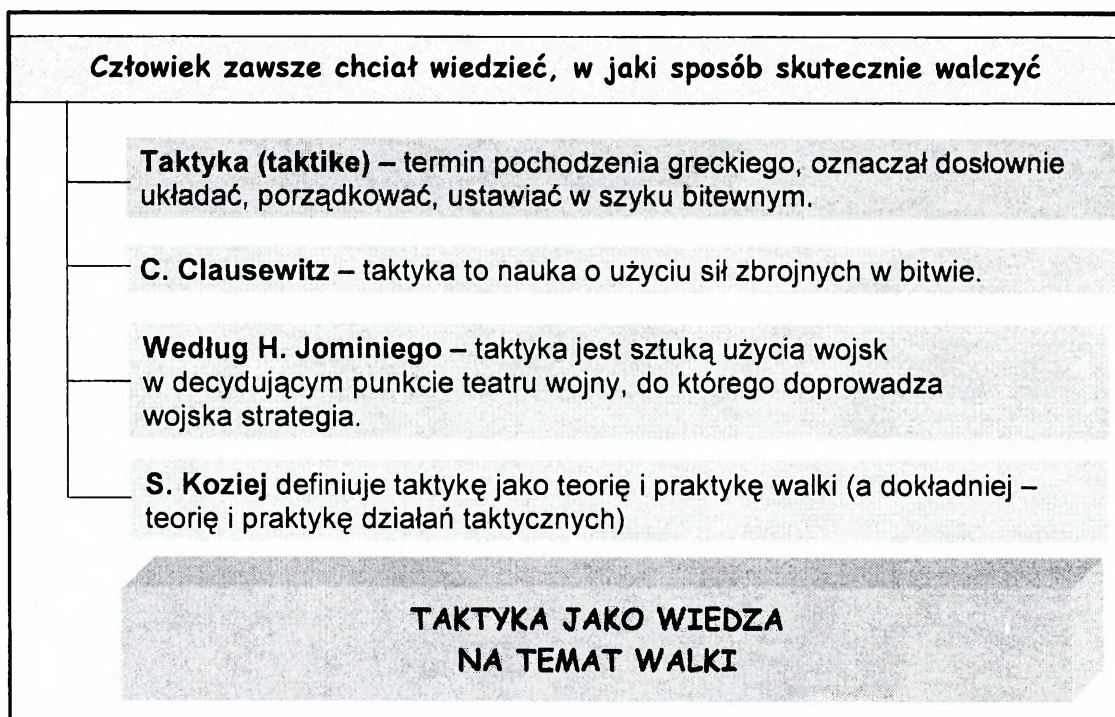 Człowiek zawsze chciał wiedzieć, w jaki sposób skutecznie walczyć
Taktyka (taktike) – termin pochodzenia greckiego, oznaczał dosłownie
układać, porządkować, ustawiać w szyku bitewnym.
C. Clausewitz – taktyka to nauka o użyciu sił zbrojnych w bitwie.
Według H. Jominiego – taktyka jest sztuką użycia wojsk
w decydującym punkcie teatru wojny, do którego doprowadza
wojska strategia.
S. Koziej definiuje taktykę jako teorię i praktykę walki (a dokładniej –
teorię i praktykę działań taktycznych)
TAKTYKA JAKO WIEDZA
NA TEMAT WALKI